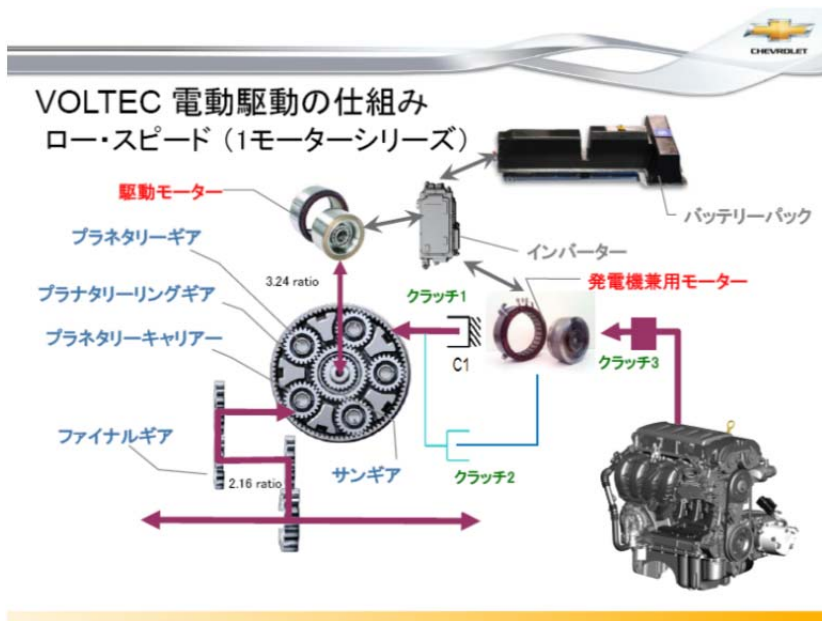 CHEVROLET
VOLTEC 電動駆動の仕組み
ロー・スピード（1モーターシリーズ）
駆動モーター
バッテリーパック
プラネタリーギア
インバーター
3.24 ratio
発電機兼用モーター
プラナタリーリングギア
クラッチ1
プラネタリーキャリアー
C1
クラッチ3
ファイナルギア
サンギア
クラッチ2
2.16 ratio